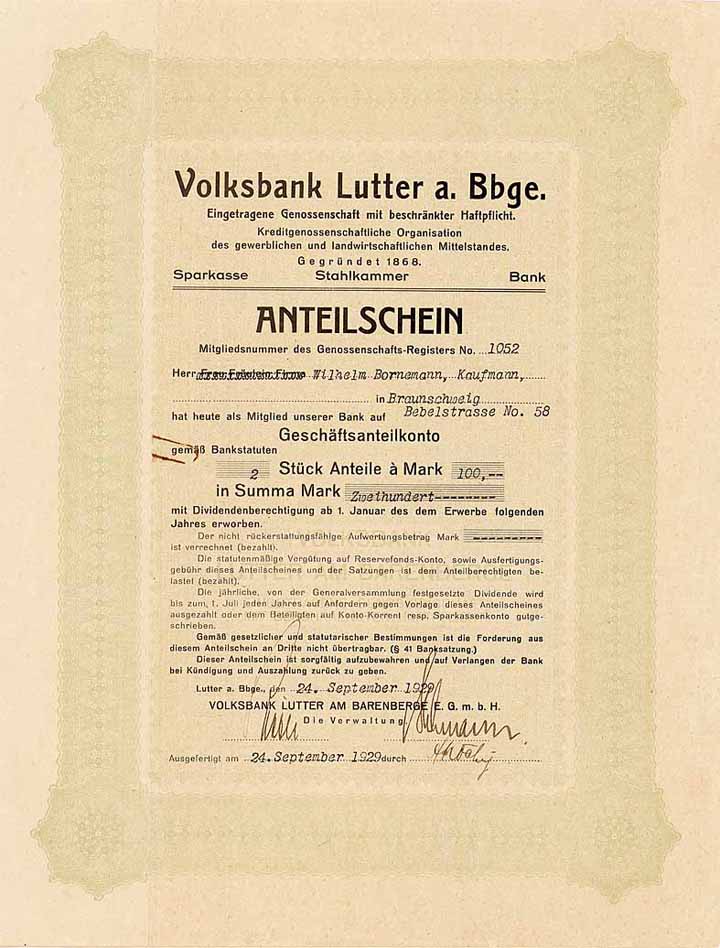 Volksbank Lutter a. Bbge.
Eingetragene Genossenschaft mit beschränkter Haftpflicht.
Kreditgenossenschaftliche Organisation
des gewerblichen und landwirtschaftlichen Mittelstandes.
Gegründet 1868.
Sparkasse Stahlkammer Bank
ANTEILSCHEIN
Mitgliedsnummer des Genossenschafts-Registers No. 1052
Herr Frau Fräulein Firma Wilhelm Bornemann, Kaufmann,
in Braunschweig
hat heute als Mitglied unserer Bank auf Bebelstrasse No. 58
Geschäftsanteilkonto
gemäß Bankstatuten
2 Stück Anteile à Mark 100,--
in Summa Mark Zweihundert--------
mit Dividendenberechtigung ab 1. Januar des dem Erwerbe folgenden
Jahres erworben.
Der nicht rückerstattungsfähige Aufwertungsbetrag Mark ----------
ist verrechnet (bezahlt).
Die statutenmäßige Vergütung auf Reservefonds-Konto, sowie Ausfertigungs-
gebühr dieses Anteilscheines und der Satzungen ist dem Anteilberechtigten be-
lastet (bezahlt).
Die jährliche, von der Generalversammlung festgesetzte Dividende wird
bis zum 1. Juli jeden Jahres auf Anfordern gegen Vorlage dieses Anteilscheines
ausgezahlt oder dem Beteiligten auf Konto-Korrent resp. Sparkassenkonto gutge-
schrieben.
Gemäß gesetzlicher und statutarischer Bestimmungen ist die Forderung aus
diesem Anteilschein an Dritte nicht übertragbar. (§ 41 Banksatzung.)
Dieser Anteilschein ist sorgfältig aufzubewahren und auf Verlangen der Bank
bei Kündigung und Auszahlung zurück zu geben.
Lutter a. Bbge., den 24. September 1929
VOLKSBANK LUTTER AM BARENBERGE E. G. m. b. H.
Die Verwaltung
Ausgefertigt am 24. September 1929 durch